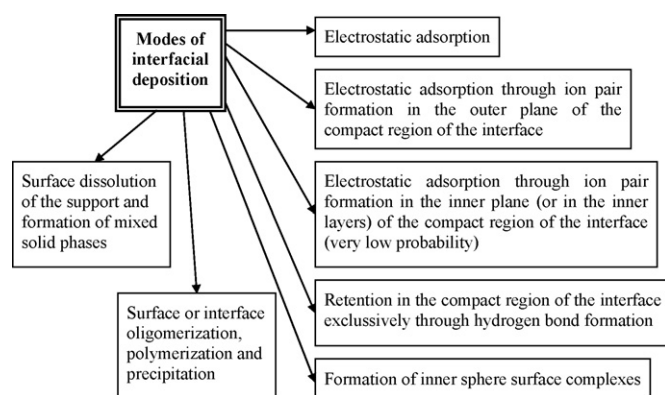 Modes of
interfacial
deposition
Electrostatic adsorption
Electrostatic adsorption through ion pair
formation in the outer plane of the
compact region of the interface
Electrostatic adsorption through ion pair
formation in the inner plane (or in the inner
layers) of the compact region of the interface
(very low probability)
Retention in the compact region of the interface
exclussively through hydrogen bond formation
Formation of inner sphere surface complexes
Surface or interface
oligomerization,
polymerization and
precipitation
Surface dissolution
of the support and
formation of mixed
solid phases